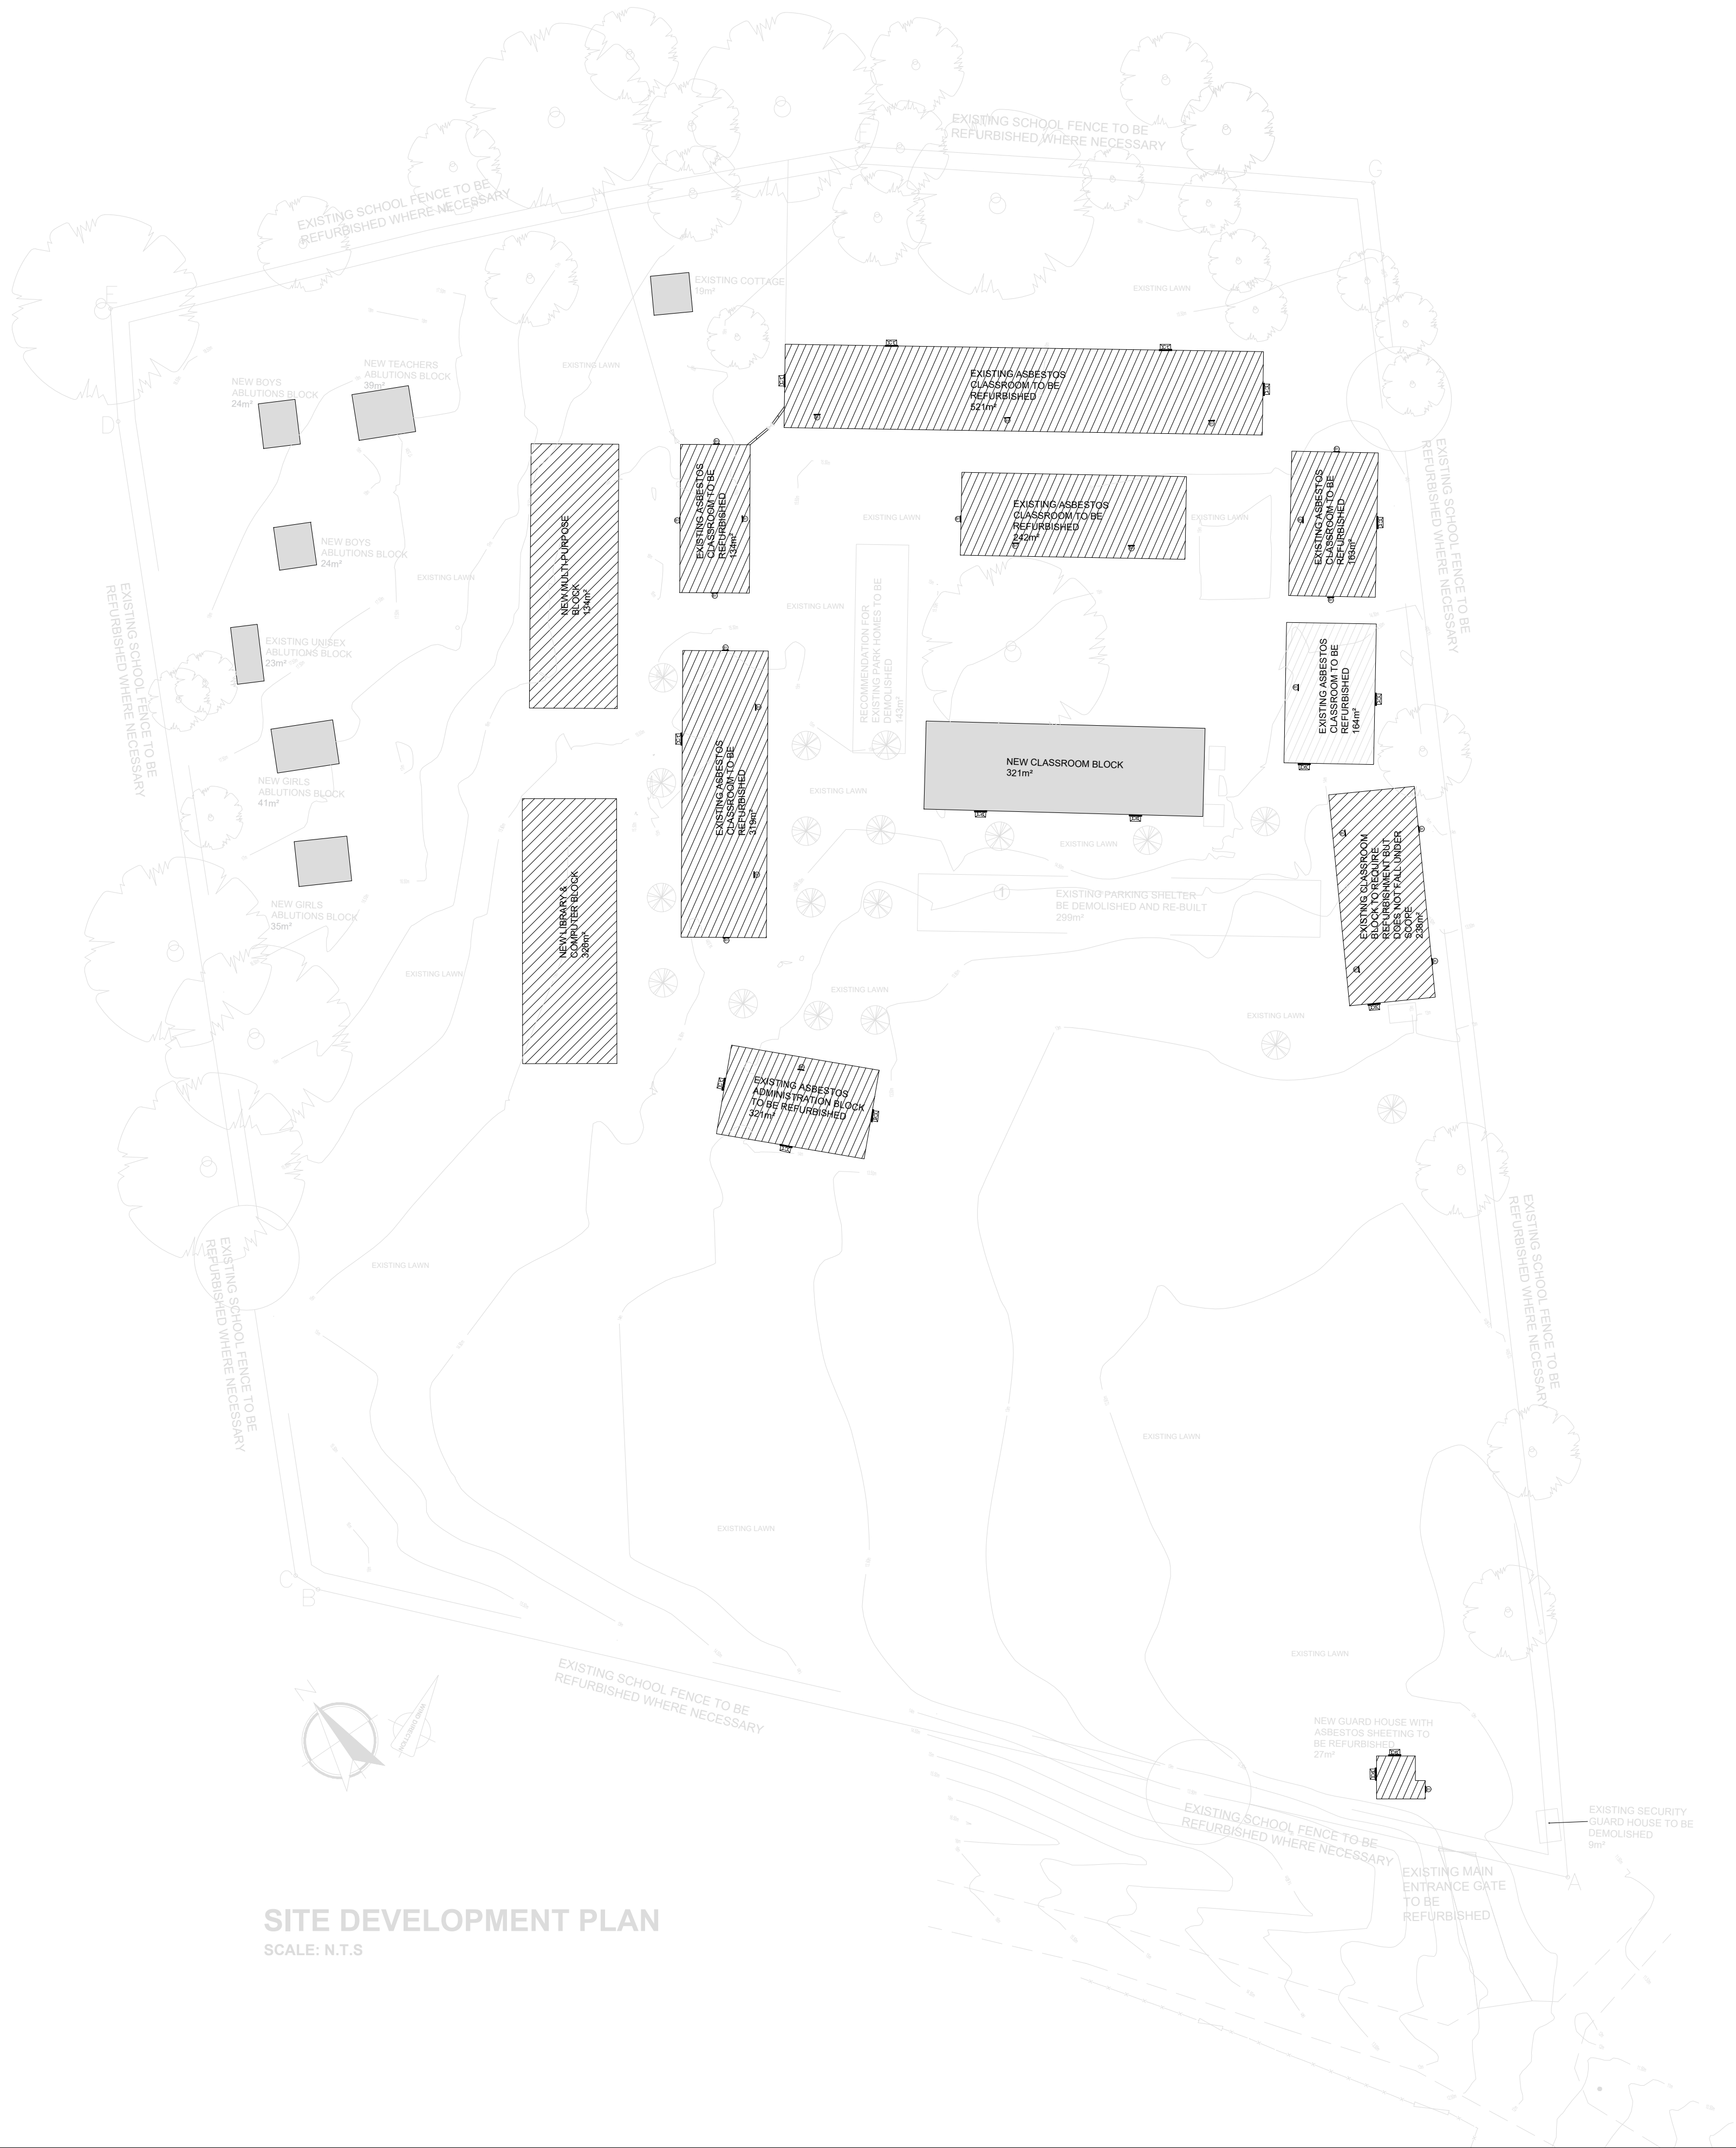 EXISTING SCHOOL FENCE TO BE
REFURBISHED WHERE NECESSARY
G
F
EXISTING SCHOOL FENCE TO BE
REFURBISHED WHERE NECESSARY
E
D
EXISTING COTTAGE
19m²
EXISTING LAWN
NEW TEACHERS
ABLUTIONS BLOCK
39m²
NEW BOYS
ABLUTIONS BLOCK
24m²
EXISTING LAWN
EXISTING ASBESTOS
CLASSROOM TO BE
REFURBISHED
521m²
NEW MULTI-PURPOSE
BLOCK
134m²
EXISTING ASBESTOS
CLASSROOM TO BE
REFURBISHED
134m²
EXISTING LAWN
EXISTING ASBESTOS
CLASSROOM TO BE
REFURBISHED
242m²
EXISTING LAWN
EXISTING ASBESTOS
CLASSROOM TO BE
REFURBISHED
163m²
EXISTING SCHOOL FENCE TO BE
REFURBISHED WHERE NECESSARY
NEW BOYS
ABLUTIONS BLOCK
24m²
EXISTING LAWN
EXISTING LAWN
RECOMMENDATION FOR
EXISTING PARK HOMES TO BE
DEMOLISHED
143m²
EXISTING SCHOOL FENCE TO BE
REFURBISHED WHERE NECESSARY
EXISTING UNISEX
ABLUTIONS BLOCK
23m²
EXISTING ASBESTOS
CLASSROOM TO BE
REFURBISHED
164m²
EXISTING ASBESTOS
CLASSROOM TO BE
REFURBISHED
319m²
NEW CLASSROOM BLOCK
321m²
NEW GIRLS
ABLUTIONS BLOCK
41m²
EXISTING LAWN
EXISTING LAWN
EXISTING CLASSROOM
BLOCK TO REQUIRE
REFURBISHMENT BUT
DOES NOT FALL UNDER
SCOPE
238m²
1
EXISTING PARKING SHELTER
BE DEMOLISHED AND RE-BUILT
299m²
NEW GIRLS
ABLUTIONS BLOCK
35m²
NEW LIBRARY &
COMPUTER BLOCK
326m²
EXISTING LAWN
EXISTING LAWN
EXISTING LAWN
EXISTING ASBESTOS
ADMINISTRATION BLOCK
TO BE REFURBISHED
321m²
EXISTING SCHOOL FENCE TO BE
REFURBISHED WHERE NECESSARY
EXISTING LAWN
EXISTING SCHOOL FENCE TO BE
REFURBISHED WHERE NECESSARY
EXISTING LAWN
EXISTING LAWN
C
B
EXISTING LAWN
EXISTING SCHOOL FENCE TO BE
REFURBISHED WHERE NECESSARY
N
WIND DIRECTION
NEW GUARD HOUSE WITH
ASBESTOS SHEETING TO
BE REFURBISHED
27m²
EXISTING SCHOOL FENCE TO BE
REFURBISHED WHERE NECESSARY
EXISTING SECURITY
GUARD HOUSE TO BE
DEMOLISHED
9m²
A
EXISTING MAIN
ENTRANCE GATE
TO BE
REFURBISHED
SITE DEVELOPMENT PLAN
SCALE: N.T.S